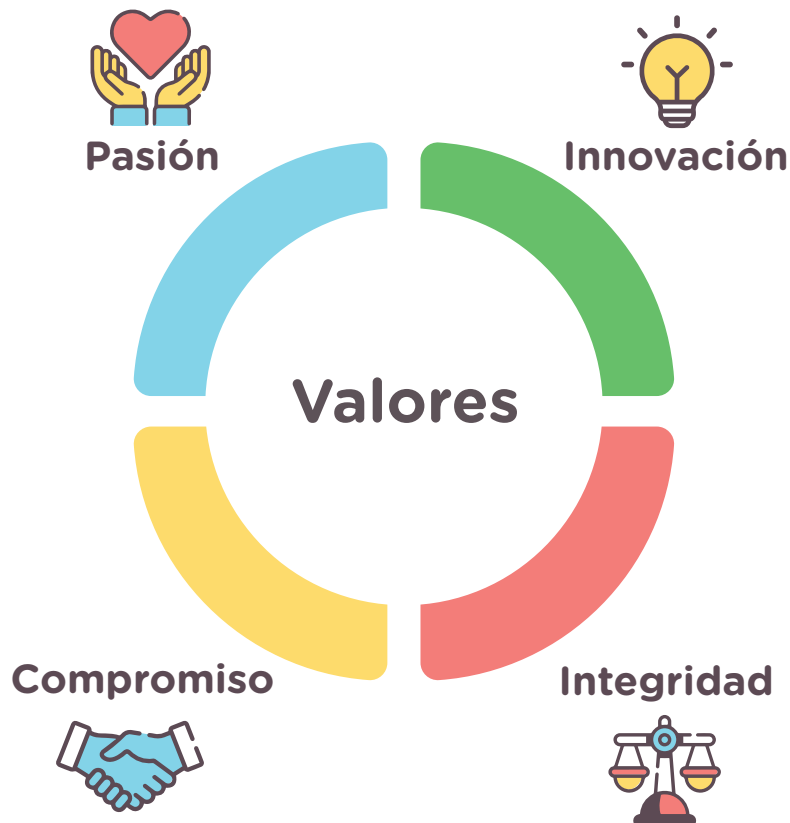 Pasión
Innovación
Valores
Compromiso
Integridad